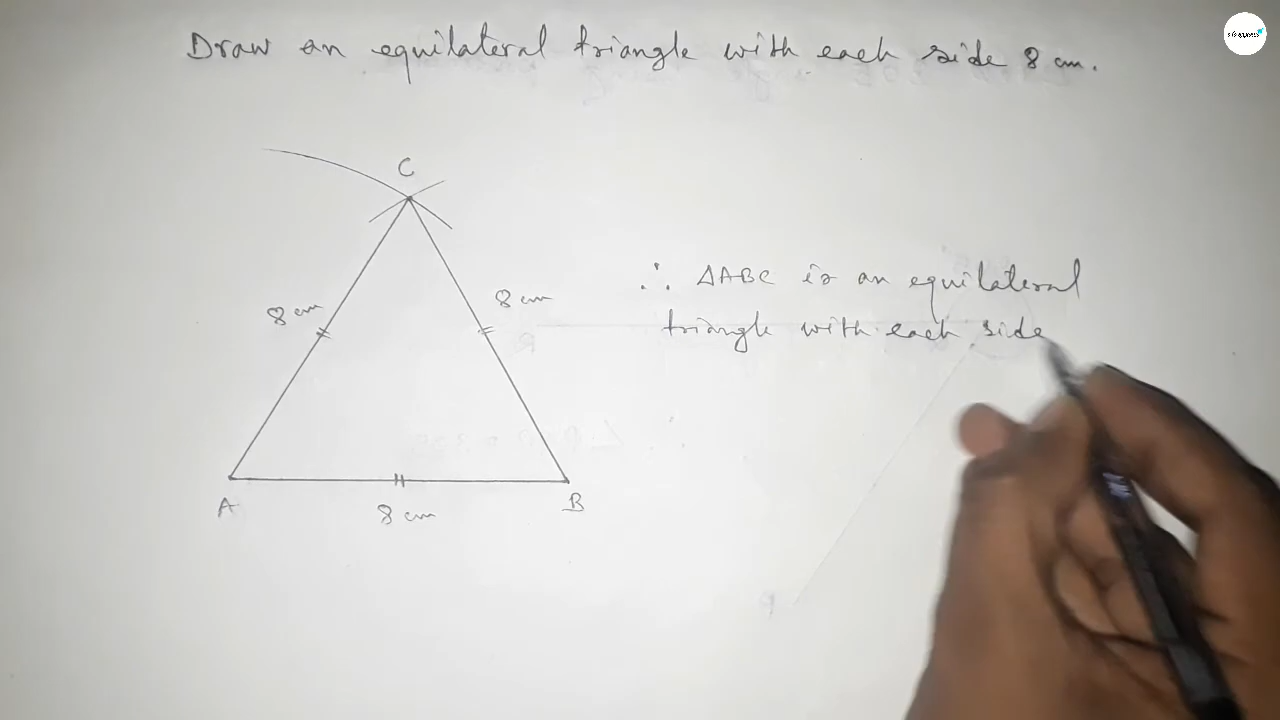 Draw an equilateral triangle with each side 8 cm.
C
8 cm
8 cm
∴ △ABC is an equilateral
triangle with each side
A
B
8 cm